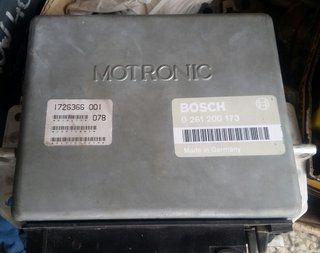 MOTRONIC
1726366 001
078
BOSCH
0 261 200 173
Made in Germany